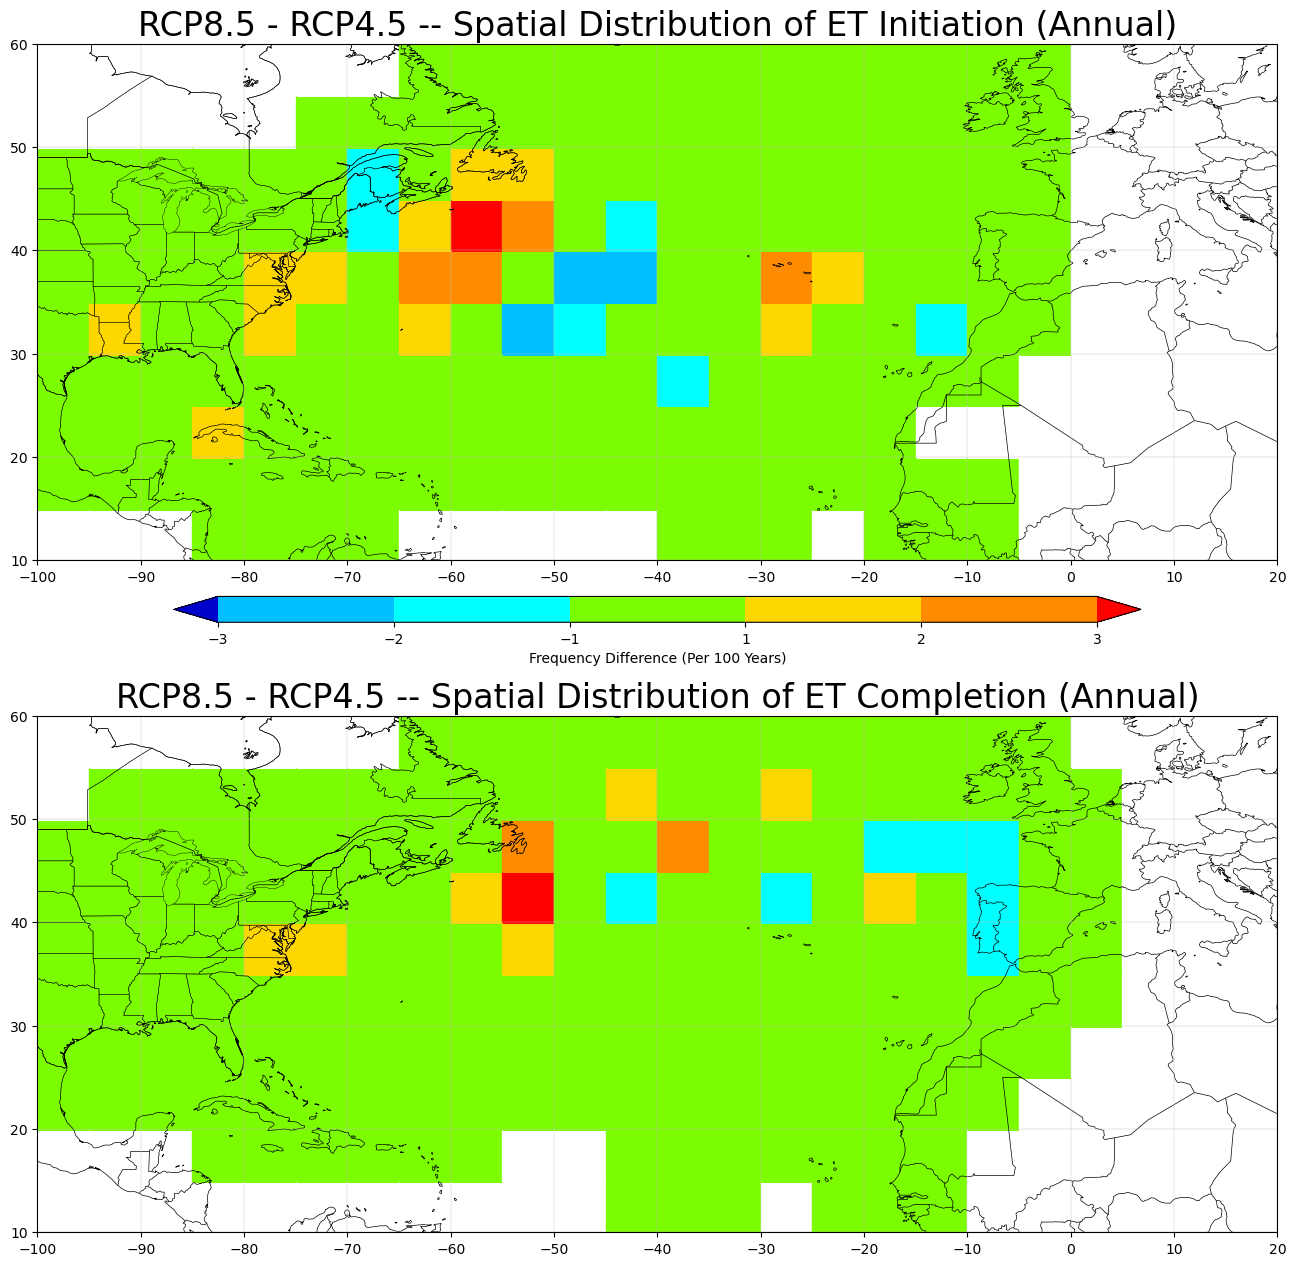 RCP8.5 - RCP4.5 -- Spatial Distribution of ET Initiation (Annual)
60
50
40
30
20
10
−100 −90 −80 −70 −60 −50 −40 −30 −20 −10 0 10 20
−3 −2 −1 1 2 3
Frequency Difference (Per 100 Years)
RCP8.5 - RCP4.5 -- Spatial Distribution of ET Completion (Annual)
60
50
40
30
20
10
−100 −90 −80 −70 −60 −50 −40 −30 −20 −10 0 10 20